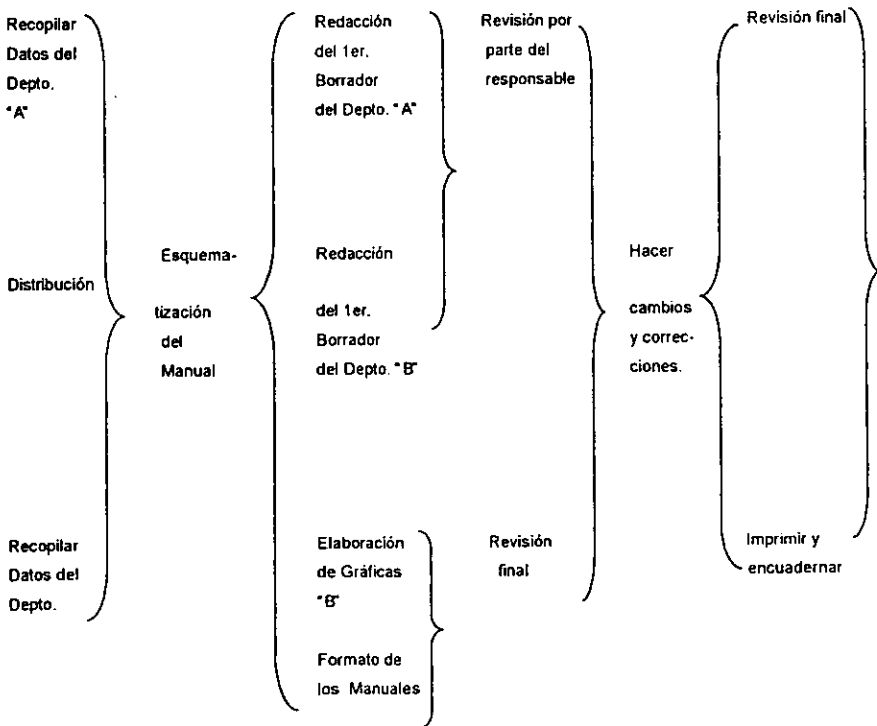 Recopilar
Datos del
Depto.
"A"
Distribución
Recopilar
Datos del
Depto.
Esquema-
tización
del
Manual
Redacción
del 1er.
Borrador
del Depto. "A"
Redacción
del 1er.
Borrador
del Depto. "B"
Elaboración
de Gráficas
"B"
Formato de
los Manuales
Revisión por
parte del
responsable
Revisión
final
Hacer
cambios
y correc-
ciones.
Revisión final
Imprimir y
encuadernar